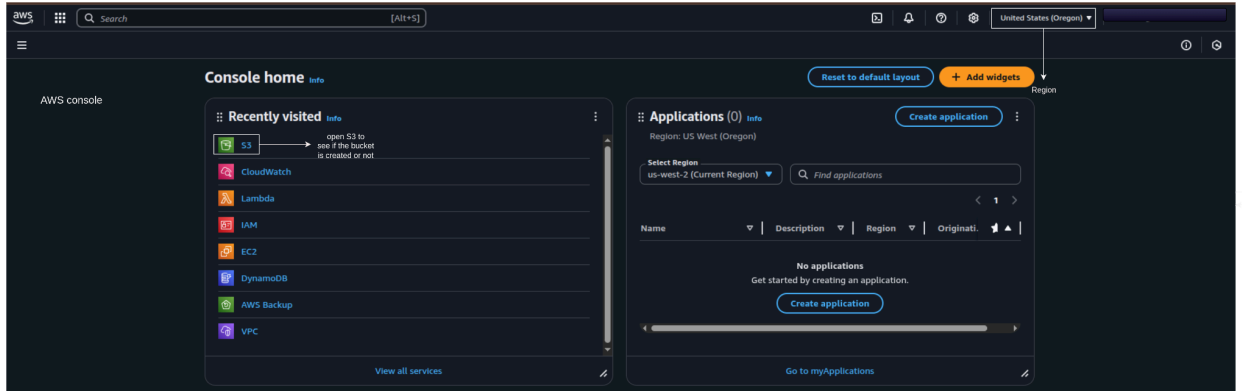 aws
Search
[Alt+S]
United States (Oregon)
AWS console
Console home Info
Reset to default layout
+ Add widgets
Region
Recently visited Info
S3
open S3 to
see if the bucket
is created or not
CloudWatch
Lambda
IAM
EC2
DynamoDB
AWS Backup
VPC
View all services
Applications (0) Info
Create application
Region: US West (Oregon)
Select Region
us-west-2 (Current Region)
Find applications
1
Name
Description
Region
Originati.
No applications
Get started by creating an application.
Create application
Go to myApplications